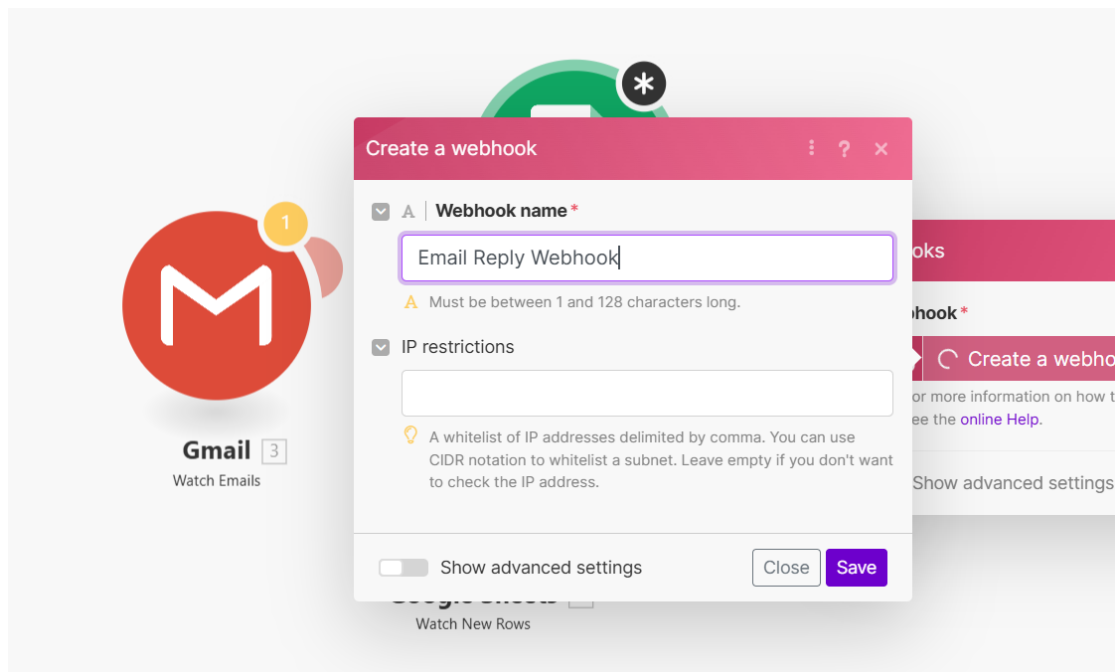 Create a webhook
?
A Webhook name *
Email Reply Webhook
A Must be between 1 and 128 characters long.
IP restrictions
A whitelist of IP addresses delimited by comma. You can use
CIDR notation to whitelist a subnet. Leave empty if you don't want
to check the IP address.
Show advanced settings
Close
Save
1
Gmail 3
Watch Emails
Watch New Rows
Create a webho
or more information on how t
ee the online Help.
Show advanced settings